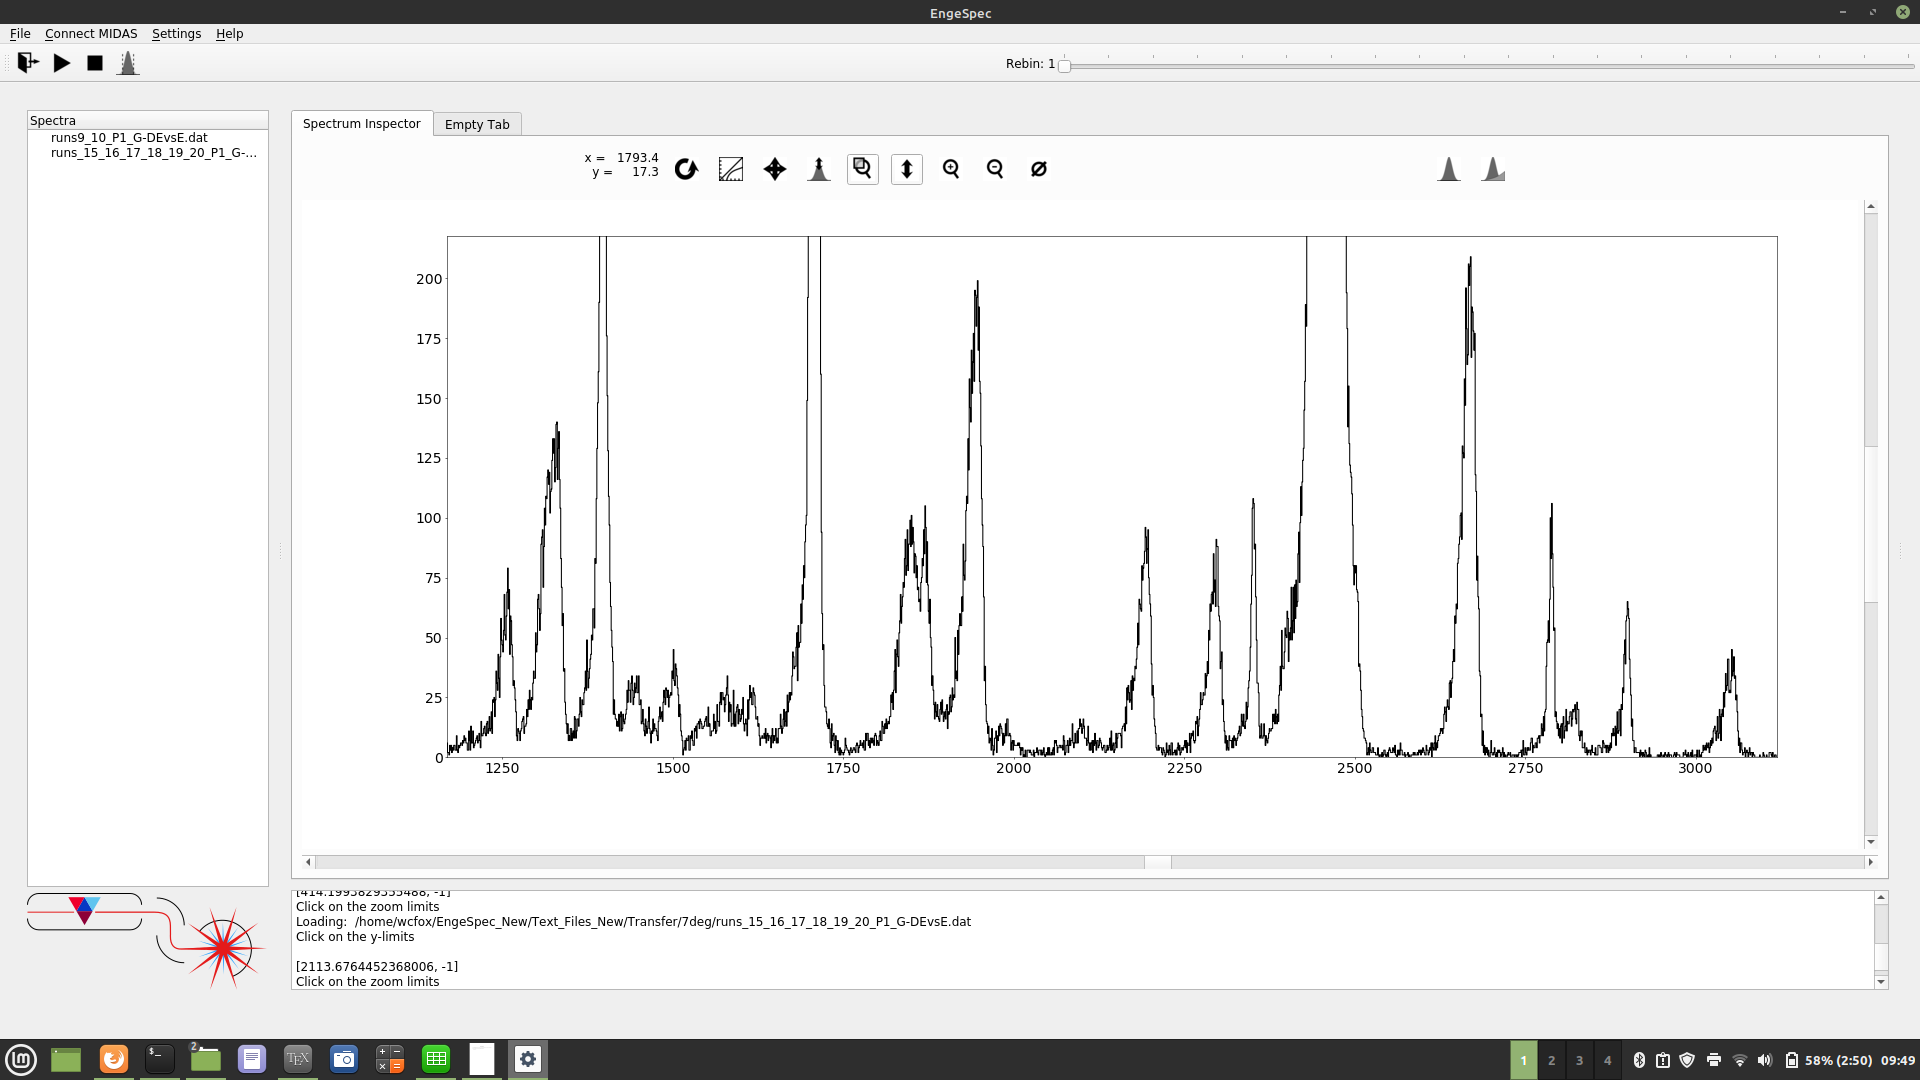 EngeSpec
File Connect MIDAS Settings Help
Rebin: 1
Spectra
runs9_10_P1_G-DEvsE.dat
runs_15_16_17_18_19_20_P1_G-...
Spectrum Inspector Empty Tab
x = 1793.4
y = 17.3
200
175
150
125
100
75
50
25
0
1250 1500 1750 2000 2250 2500 2750 3000
[414.1993829355488, -1]
Click on the zoom limits
Loading: /home/wcfox/EngeSpec_New/Text_Files_New/Transfer/7deg/runs_15_16_17_18_19_20_P1_G-DEvsE.dat
Click on the y-limits
[2113.6764452368006, -1]
Click on the zoom limits
$_ 2 TEX 1 2 3 4 58% (2:50) 09:49